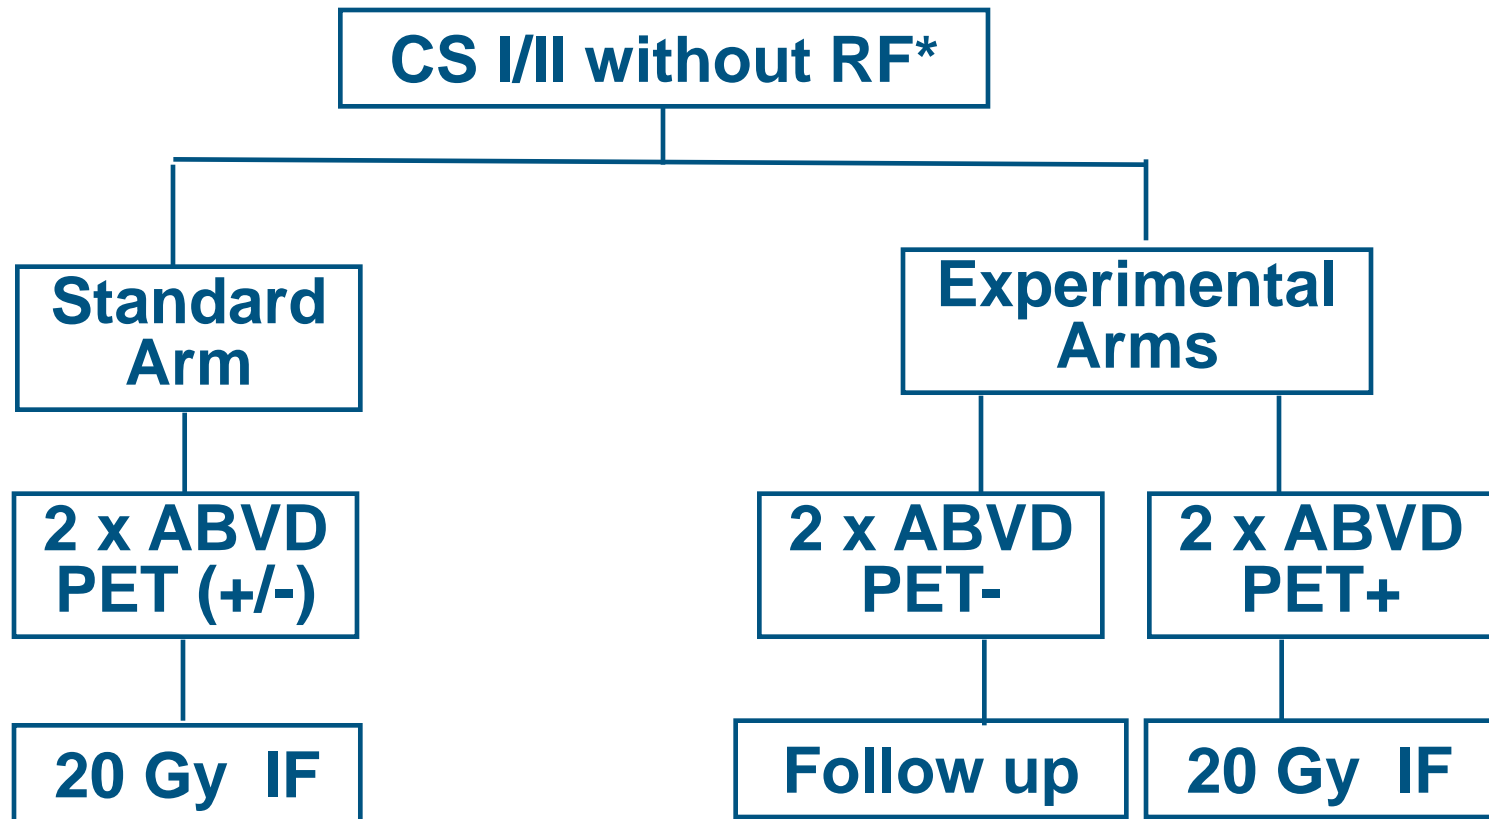 CS I/II without RF*
Standard
Arm
Experimental
Arms
2 x ABVD
PET (+/-)
2 x ABVD
PET-
2 x ABVD
PET+
20 Gy  IF
Follow up
20 Gy  IF